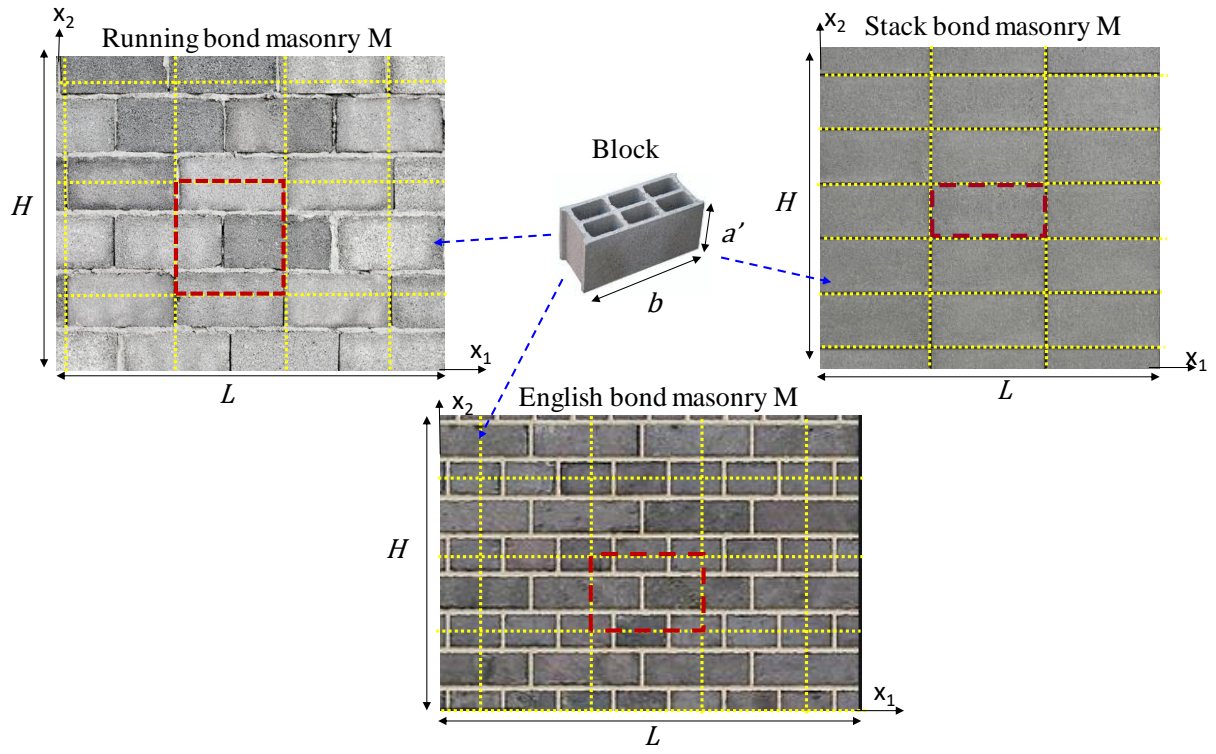 x₂
Running bond masonry M
H
L
x₁
Block
a’
b
x₂
Stack bond masonry M
H
L
x₁
English bond masonry M
x₂
H
L
x₁